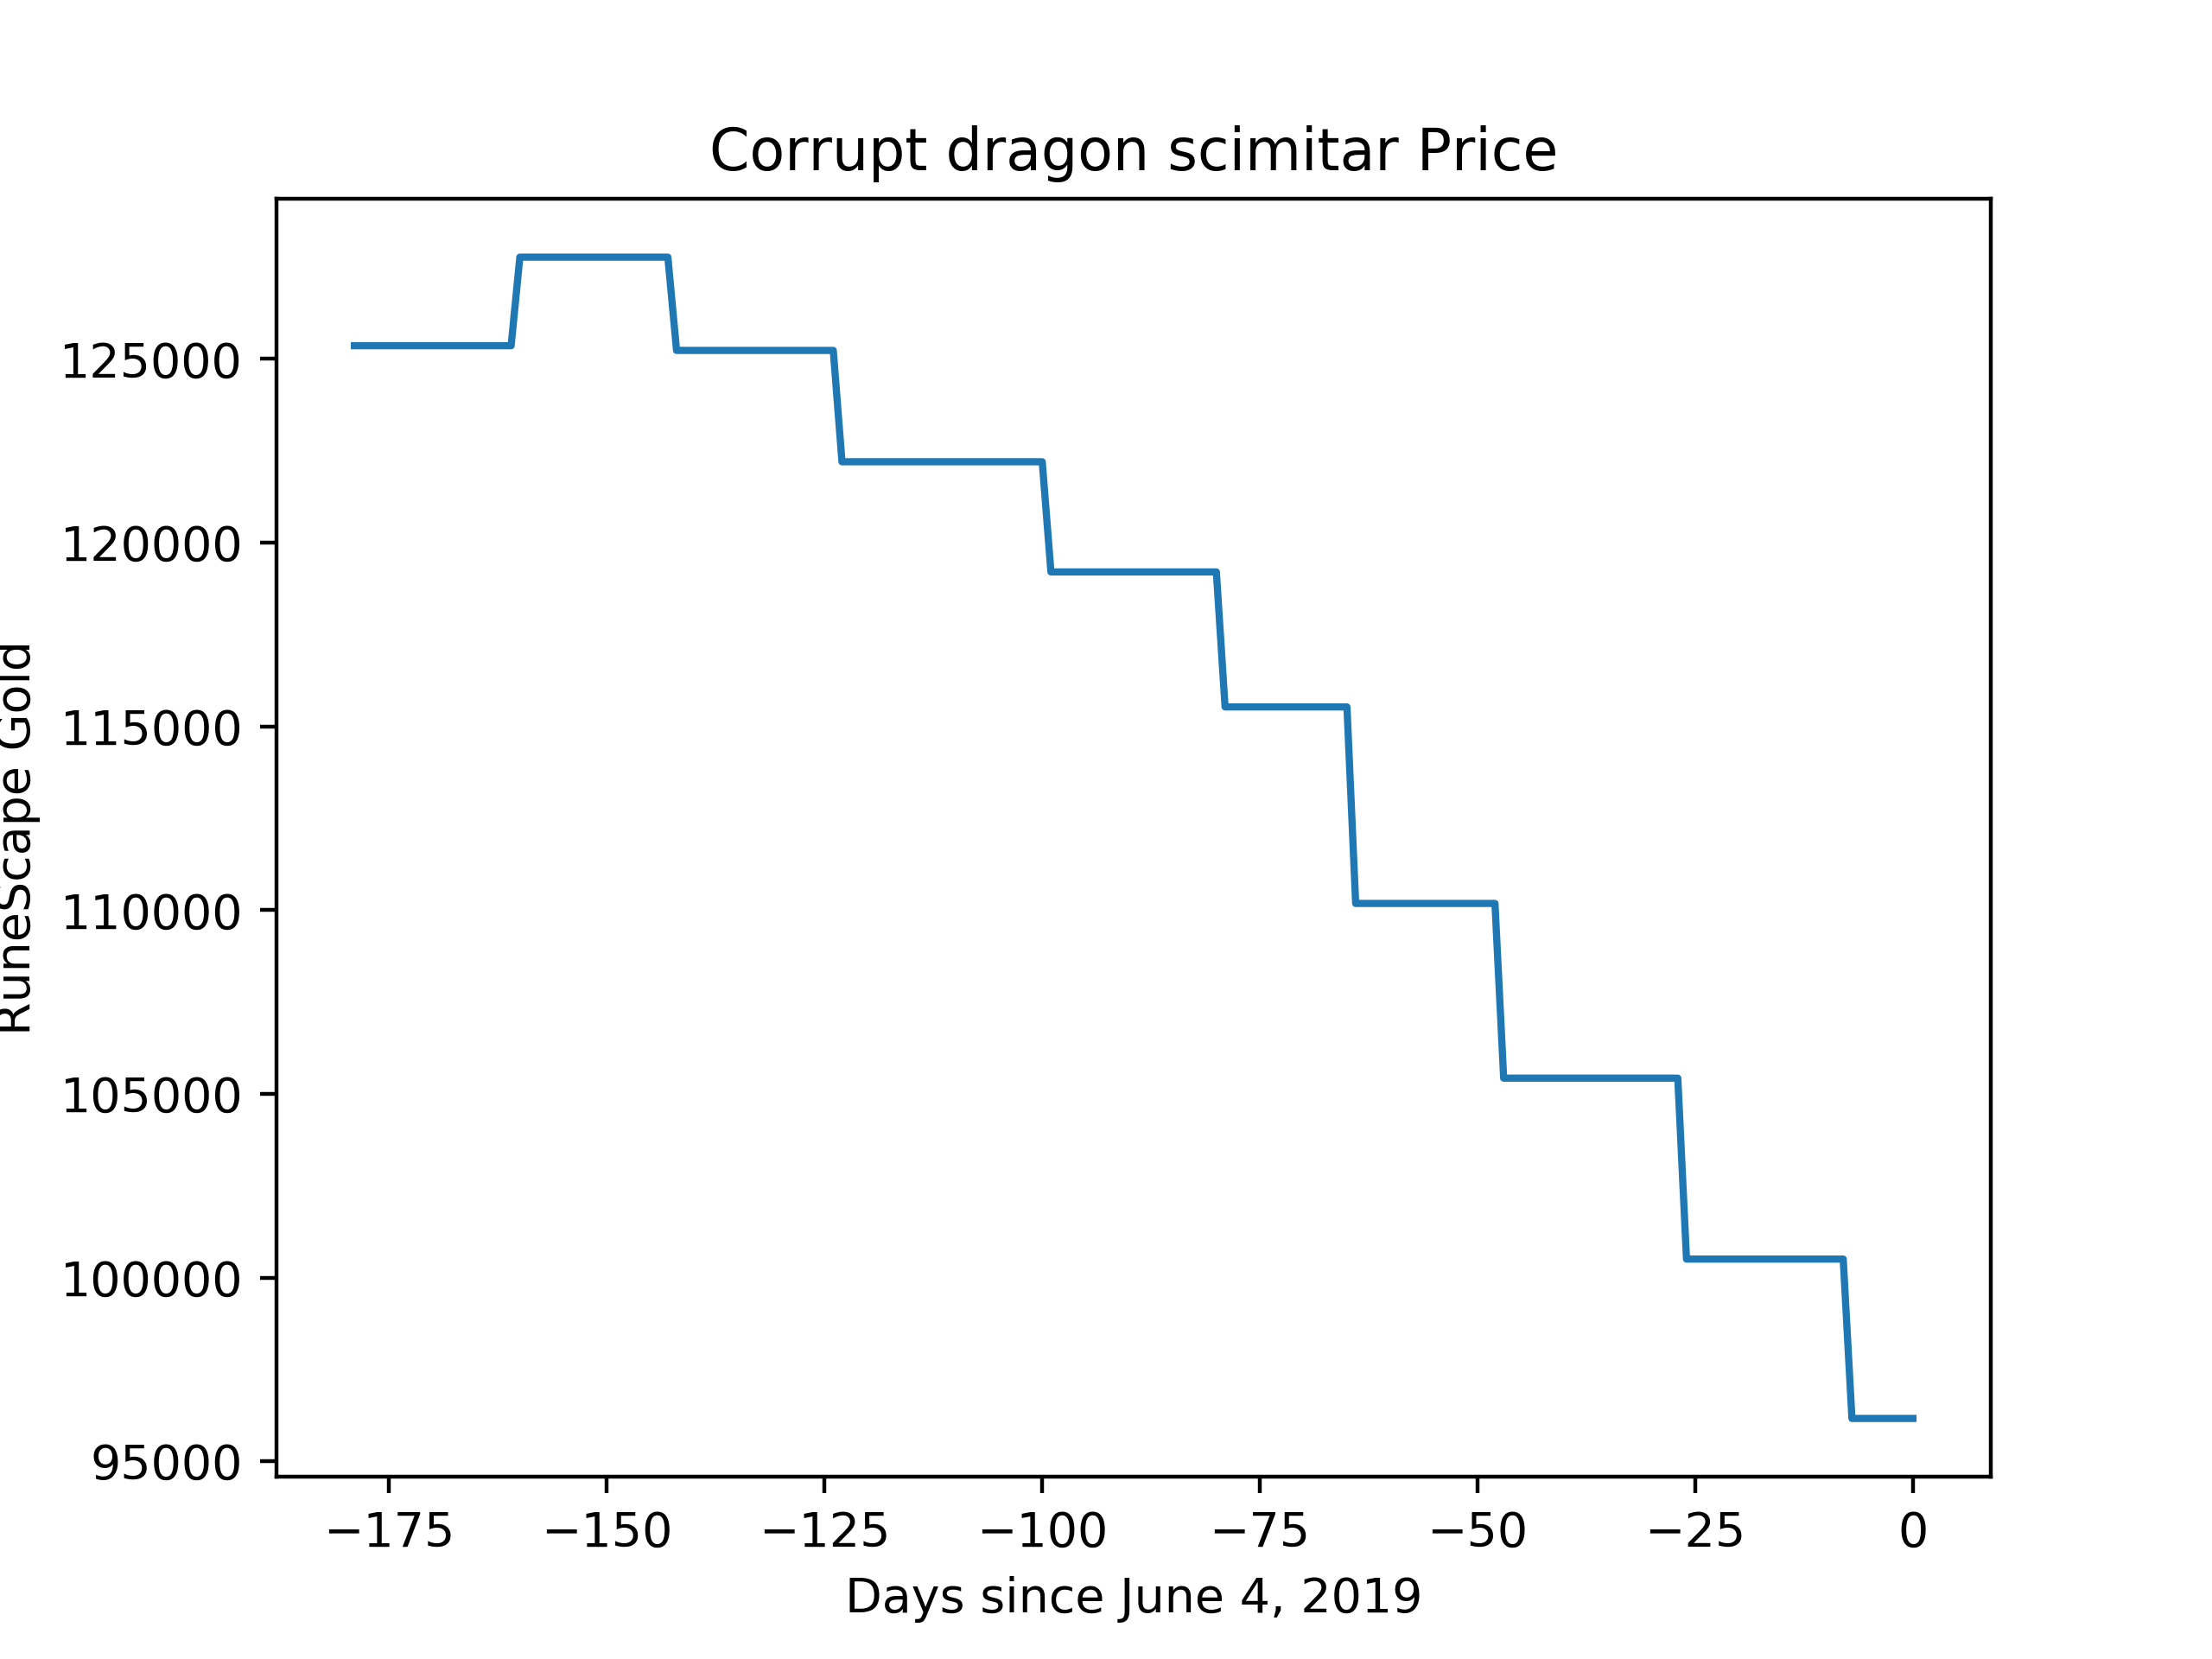 Corrupt dragon scimitar Price
RuneScape Gold
125000
120000
115000
110000
105000
100000
95000
−175 −150 −125 −100 −75 −50 −25 0
Days since June 4, 2019